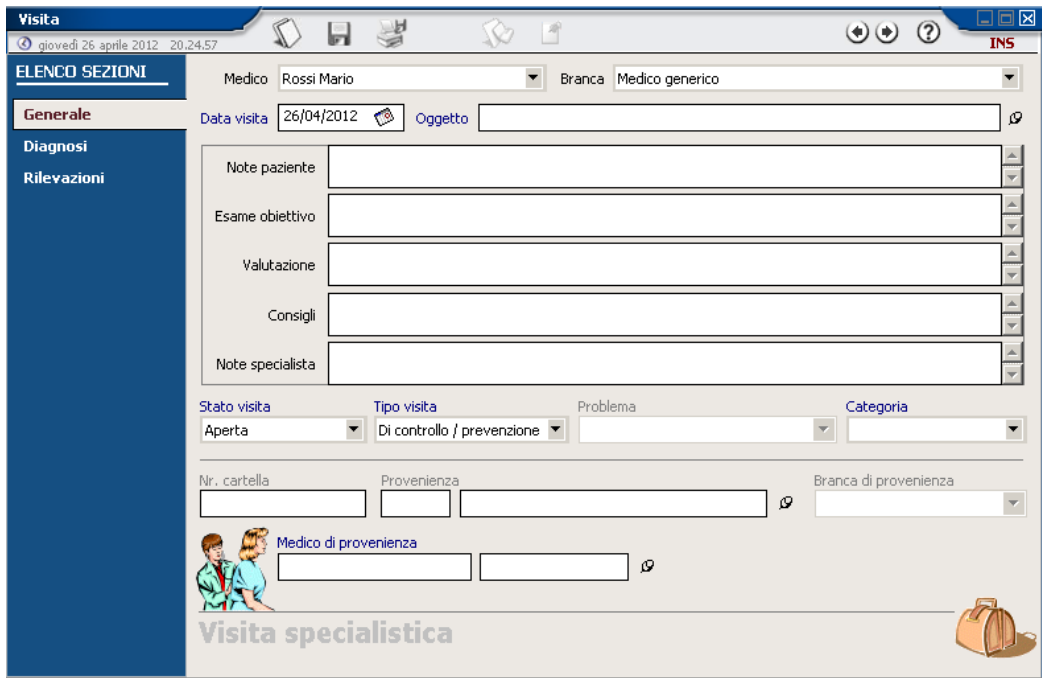 Visita
giovedì 26 aprile 2012 20.24.57
INS
ELENCO SEZIONI
Generale
Diagnosi
Rilevazioni
Medico Rossi Mario Branca Medico generico
Data visita 26/04/2012 Oggetto
Note paziente
Esame obiettivo
Valutazione
Consigli
Note specialista
Stato visita Tipo visita Problema Categoria
Aperta Di controllo / prevenzione
Nr. cartella Provenienza Branca di provenienza
Medico di provenienza
Visita specialistica